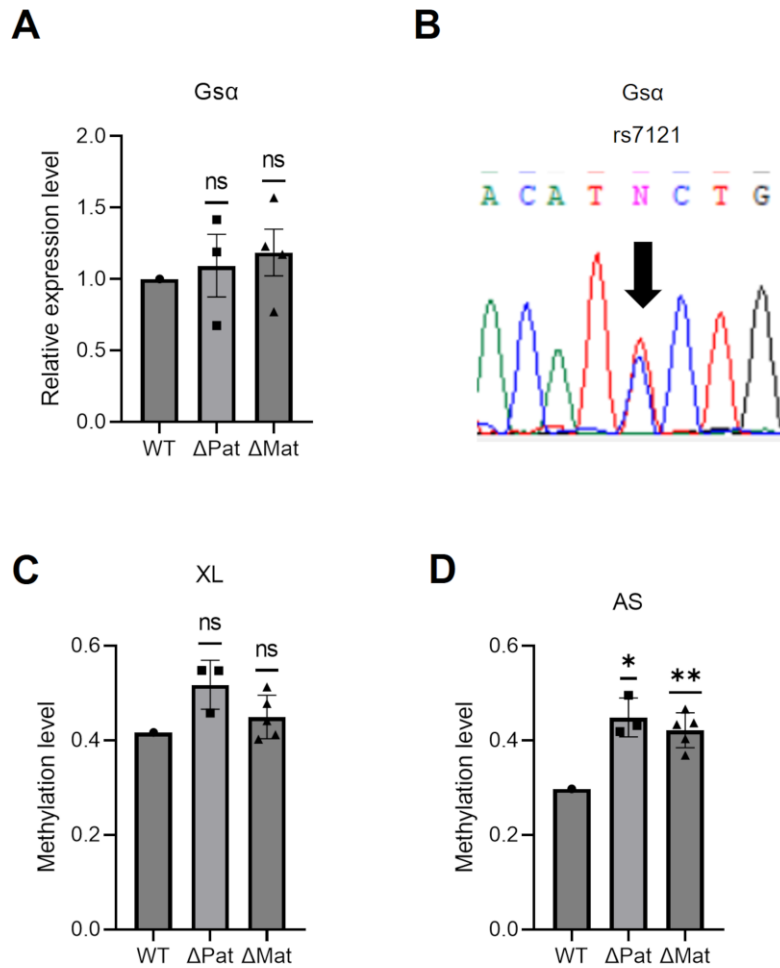 A
Gsα
Relative expression level
2.0
1.5
1.0
0.5
0.0
ns
ns
WT ΔPat ΔMat
B
Gsα
rs7121
A C A T N C T G
C
XL
Methylation level
0.6
0.4
0.2
0.0
ns
ns
WT ΔPat ΔMat
D
AS
Methylation level
0.6
0.4
0.2
0.0
*
**
WT ΔPat ΔMat